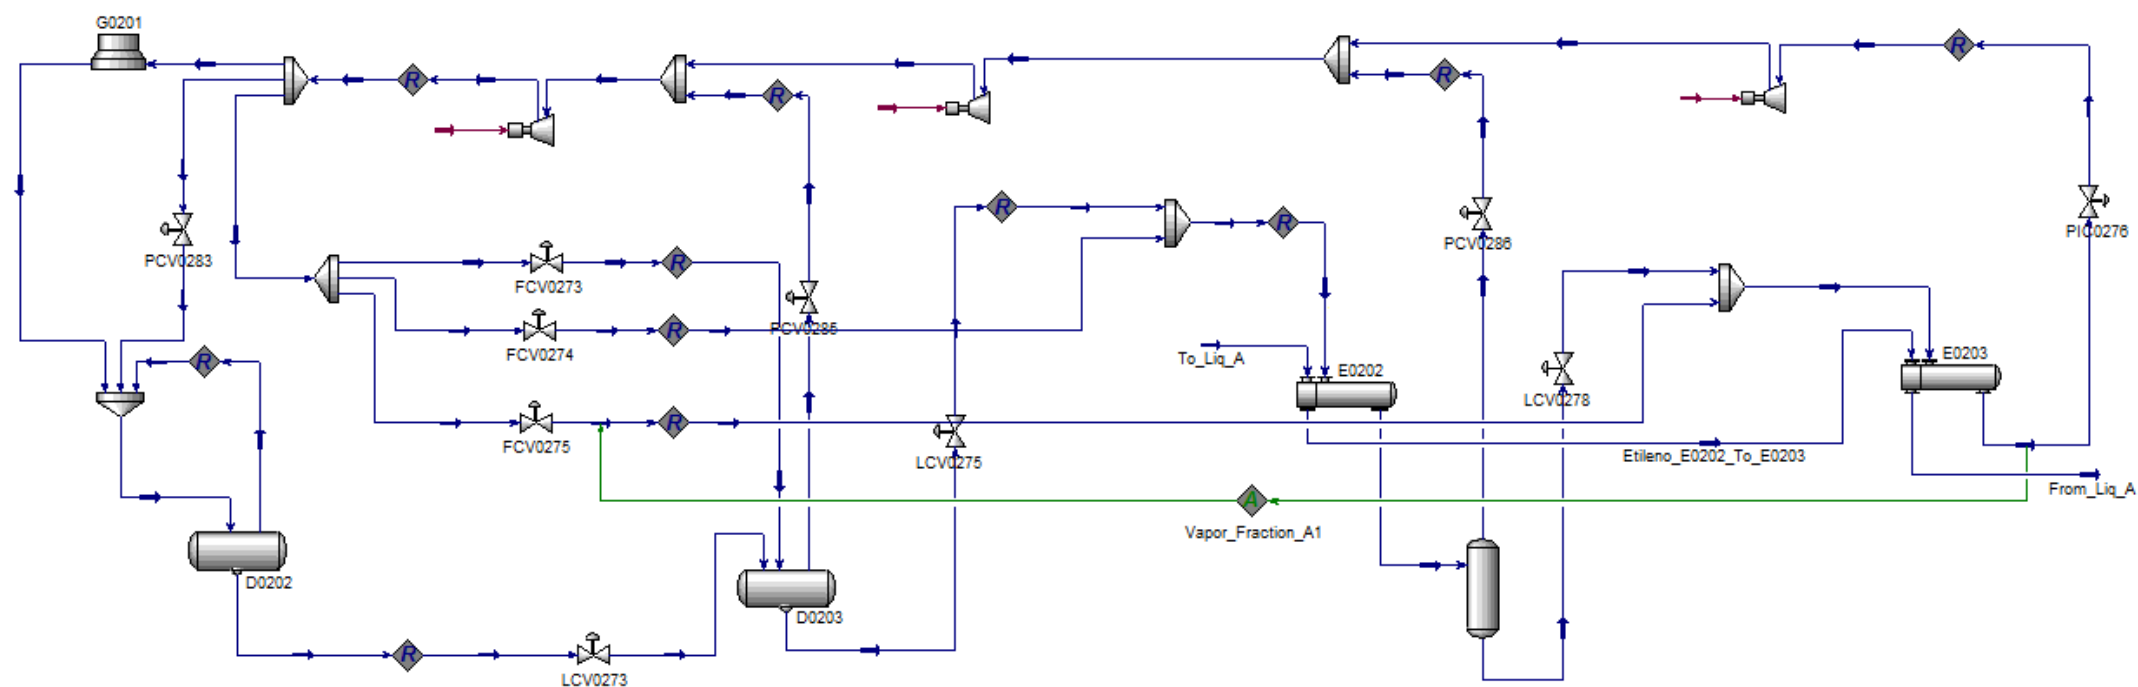 G0201
R
R
R
R
PCV0283
R
R
PCV0286
PIC0276
FCV0273
R
PCV0285
FCV0274
R
To_Liq_A
E0202
E0203
R
LCV0278
FCV0275
R
LCV0275
Etileno_E0202_To_E0203
From_Liq_A
A
Vapor_Fraction_A1
D0202
D0203
R
LCV0273